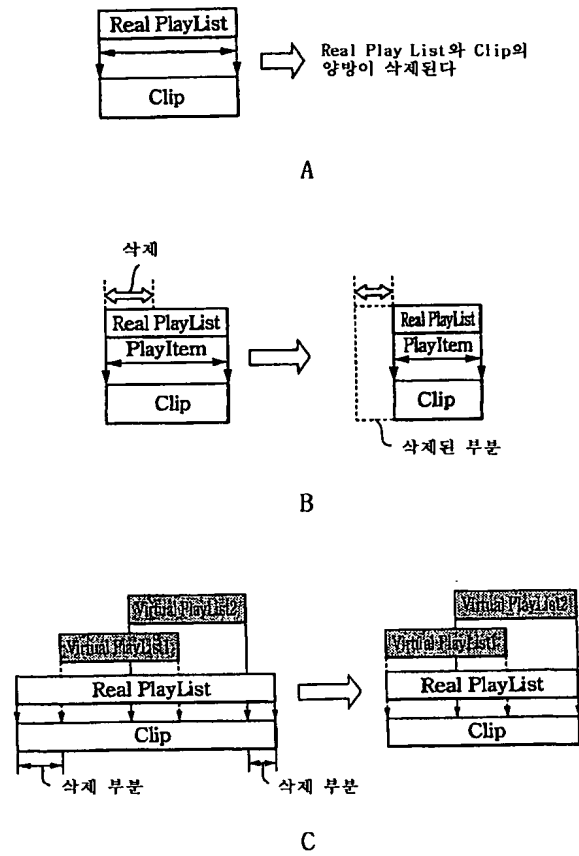 Real PlayList
Clip
Real Play List와 Clip의
양방이 삭제된다
A
삭제
Real PlayList
PlayItem
Clip
Real PlayList
PlayItem
Clip
삭제된 부분
B
Virtual PlayList2
Virtual PlayList1
Real PlayList
Clip
삭제 부분
삭제 부분
Virtual PlayList2
Virtual PlayList1
Real PlayList
Clip
C